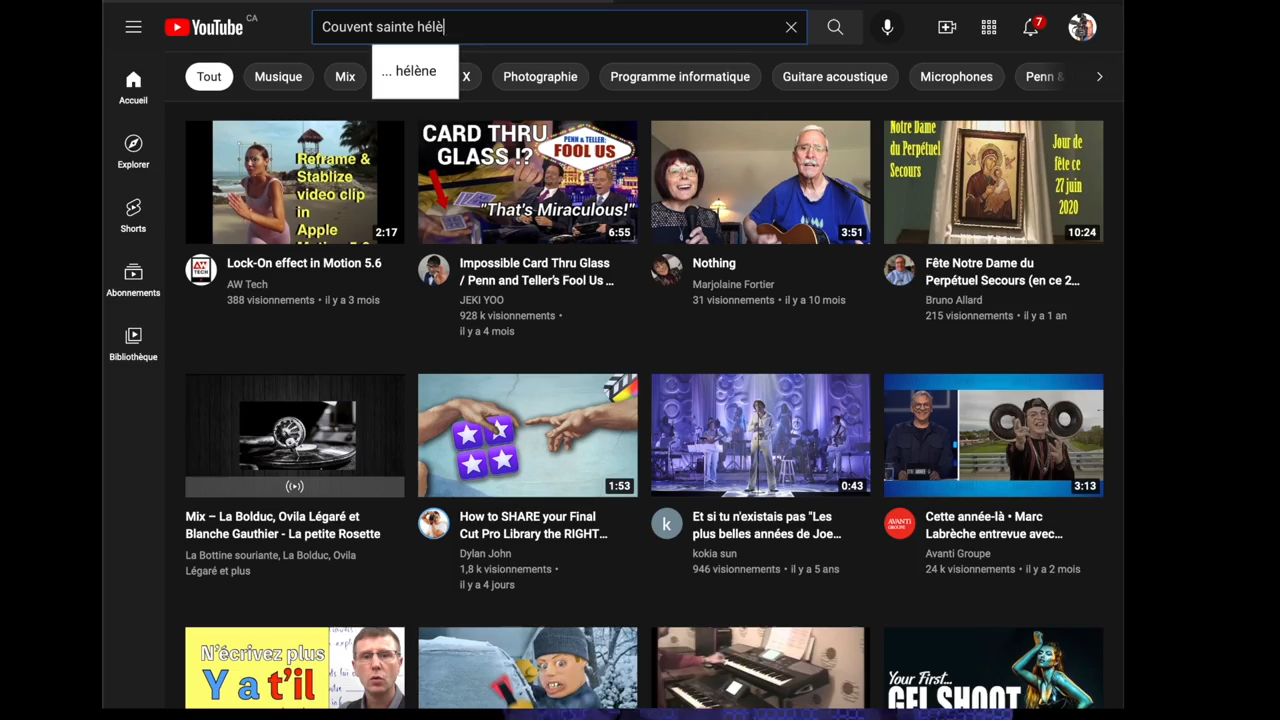 YouTube CA
Couvent sainte hélè
7
... hélène
Tout
Musique
Mix
X
Photographie
Programme informatique
Guitare acoustique
Microphones
Penn &
Accueil
Explorer
Shorts
Abonnements
Bibliothèque
Reframe &
Stablize
video clip
in
Apple
2:17
CARD THRU
GLASS !?
PENN & TELLER:
FOOL US
"That's Miraculous!"
6:55
3:51
Notre Dame
du Perpétuel
Secours
Jour de
fête ce
27 juin
2020
10:24
AW
TECH
Lock-On effect in Motion 5.6
AW Tech
388 visionnements • il y a 3 mois
Impossible Card Thru Glass
/ Penn and Teller's Fool Us ...
JEKI YOO
928 k visionnements •
il y a 4 mois
Nothing
Marjolaine Fortier
31 visionnements • il y a 10 mois
Fête Notre Dame du
Perpétuel Secours (en ce 2...
Bruno Allard
215 visionnements • il y a 1 an
1:53
0:43
3:13
Mix – La Bolduc, Ovila Légaré et
Blanche Gauthier - La petite Rosette
La Bottine souriante, La Bolduc, Ovila
Légaré et plus
How to SHARE your Final
Cut Pro Library the RIGHT...
Dylan John
1,8 k visionnements •
il y a 4 jours
k
Et si tu n'existais pas "Les
plus belles années de Joe...
kokia sun
946 visionnements • il y a 5 ans
AVANTI
GROUPE
Cette année-là • Marc
Labrèche entrevue avec...
Avanti Groupe
24 k visionnements • il y a 2 mois
N'écrivez plus
Y a t'il
Your First...
GEL SHOOT